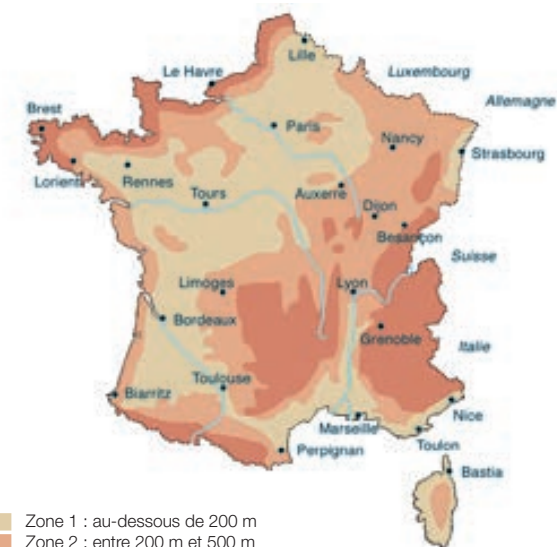 Lille
Le Havre
Luxembourg
Allemagne
Brest
Paris
Nancy
Strasbourg
Lorient
Rennes
Tours
Auxerre
Dijon
Besançon
Suisse
Limoges
Lyon
Bordeaux
Grenoble
Italie
Toulouse
Biarritz
Nice
Marseille
Toulon
Perpignan
Bastia
Zone 1 : au-dessous de 200 m
Zone 2 : entre 200 m et 500 m